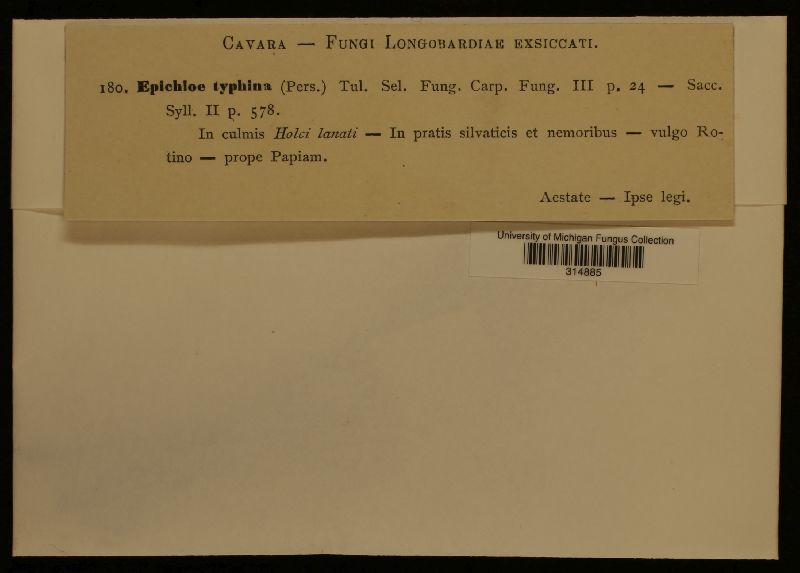 Cavara — Fungi Longobardiae exsiccati.
180. Epichloe typhina (Pers.) Tul. Sel. Fung. Carp. Fung. III p. 24 — Sacc.
Syll. II p. 578.
In culmis Holci lanati — In pratis silvaticis et nemoribus — vulgo Ro-
tino — prope Papiam.
Aestate — Ipse legi.
University of Michigan Fungus Collection
314885